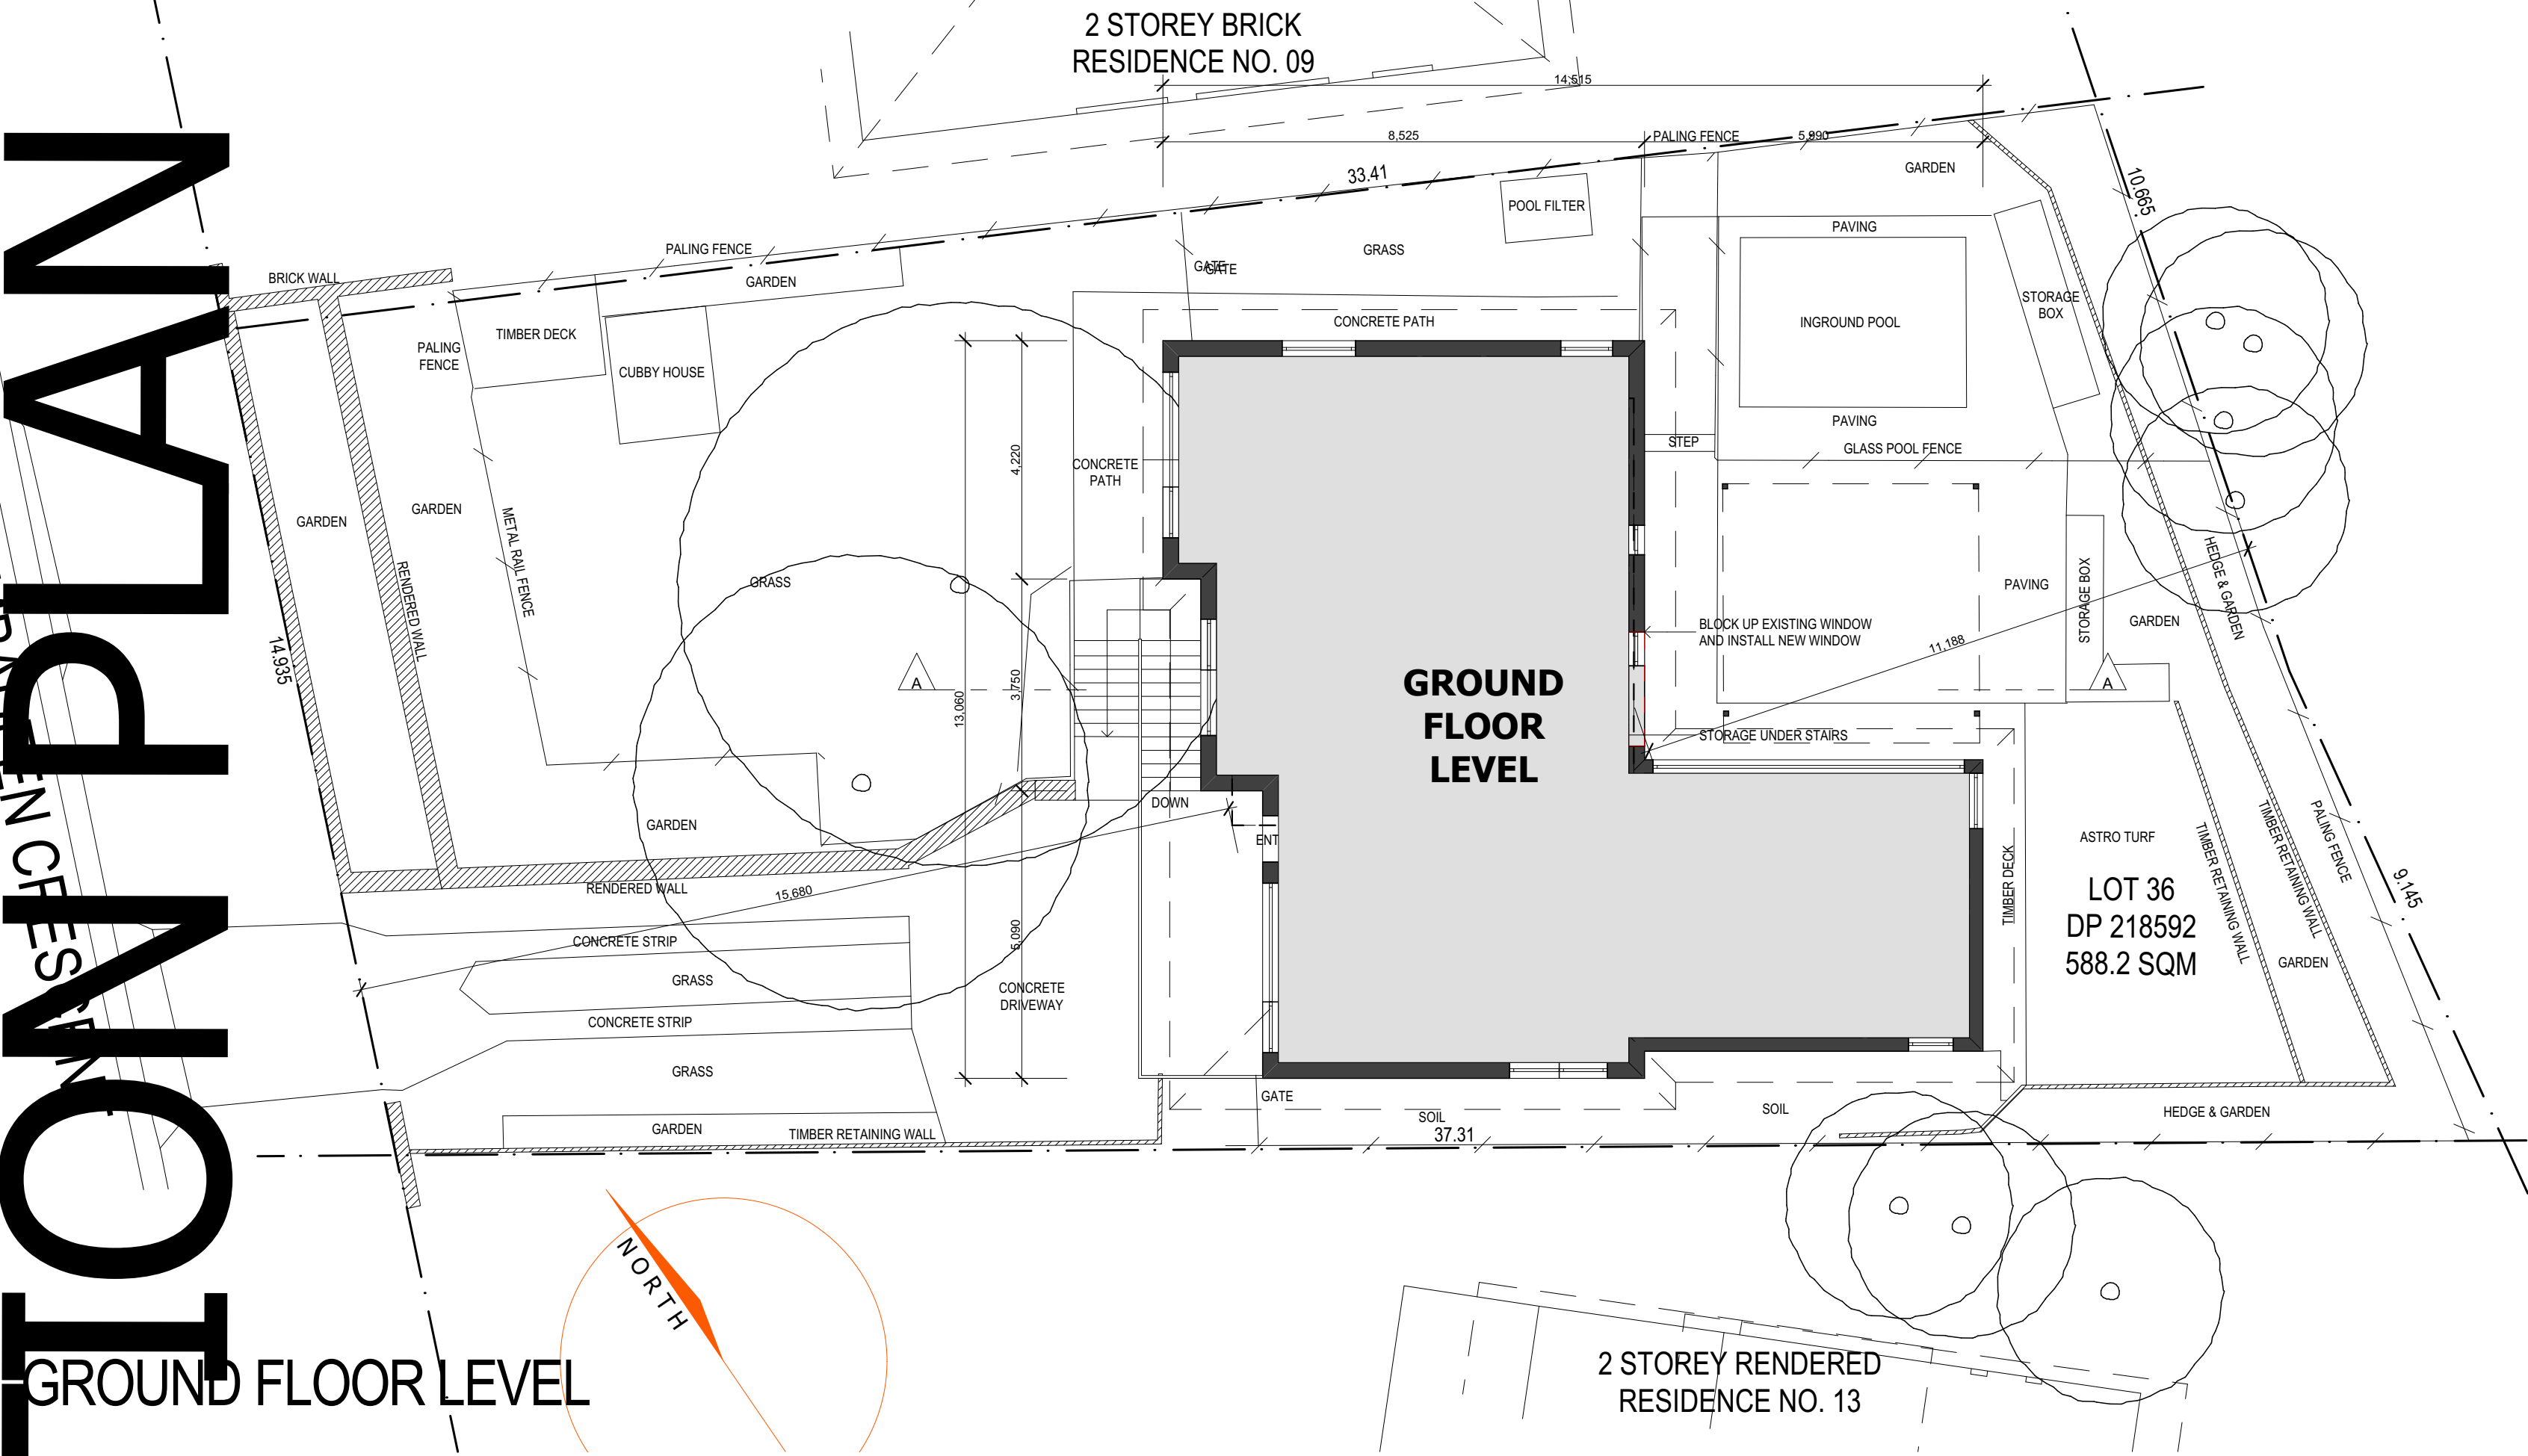 2 STOREY BRICK
RESIDENCE NO. 09
14,515
8,525
PALING FENCE
5,990
33.41
10.665
GARDEN
POOL FILTER
PAVING
GRASS
PALING FENCE
GATE
GATE
BRICK WALL
GARDEN
STORAGE
BOX
CONCRETE PATH
INGROUND POOL
TIMBER DECK
PALING
FENCE
CUBBY HOUSE
PAVING
STEP
GLASS POOL FENCE
4,220
CONCRETE
PATH
GARDEN
GARDEN
METAL RAIL FENCE
RENDERED WALL
GRASS
HEDGE & GARDEN
PAVING
STORAGE BOX
GARDEN
BLOCK UP EXISTING WINDOW
AND INSTALL NEW WINDOW
11,188
14.935
A
13,060
3,750
GROUND
FLOOR
LEVEL
A
STORAGE UNDER STAIRS
DOWN
GARDEN
ENT
ASTRO TURF
TIMBER RETAINING WALL
TIMBER RETAINING WALL
PALING FENCE
TIMBER DECK
LOT 36
DP 218592
588.2 SQM
9.145
RENDERED WALL
15,680
5,090
CONCRETE STRIP
GRASS
CONCRETE
DRIVEWAY
GARDEN
CONCRETE STRIP
GRASS
GATE
SOIL
SOIL
HEDGE & GARDEN
GARDEN
TIMBER RETAINING WALL
37.31
NORTH
2 STOREY RENDERED
RESIDENCE NO. 13
GROUND FLOOR LEVEL
ION PLAN